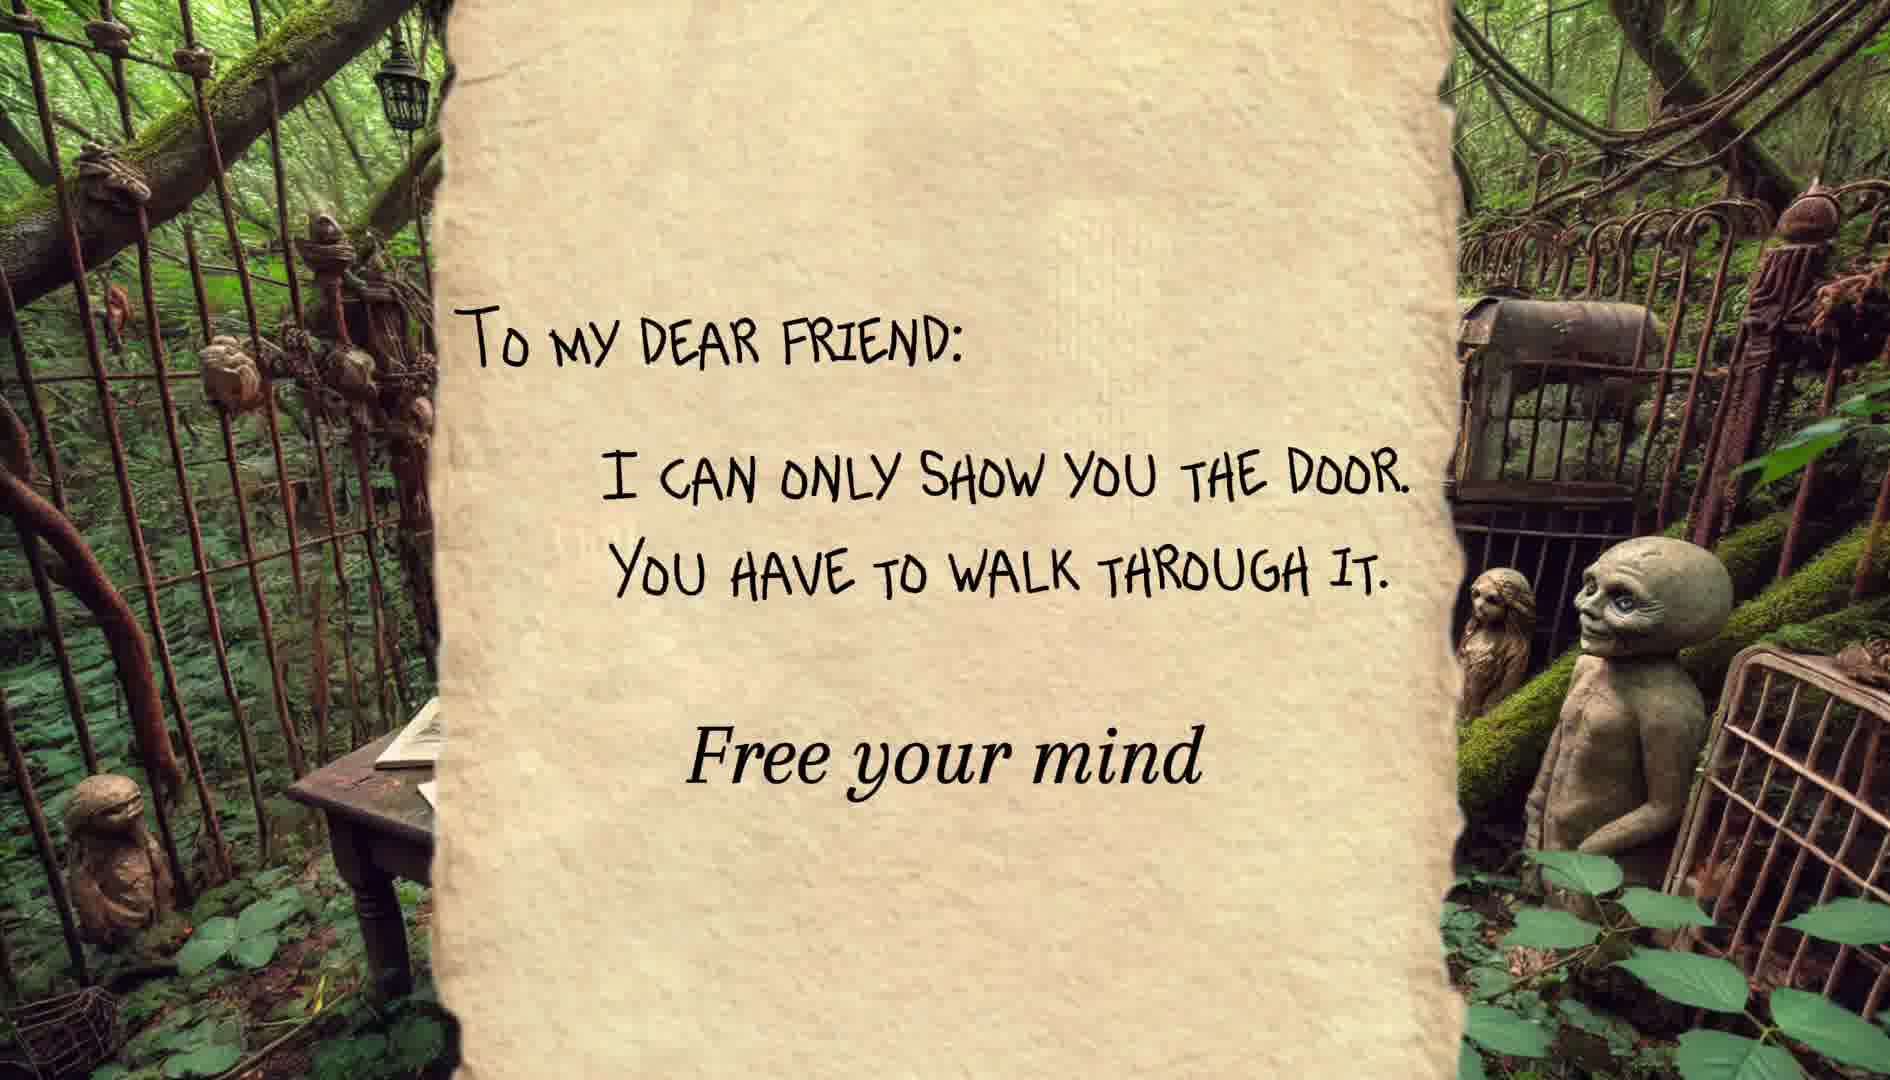 To my dear friend:
I can only show you the door.
You have to walk through it.
Free your mind